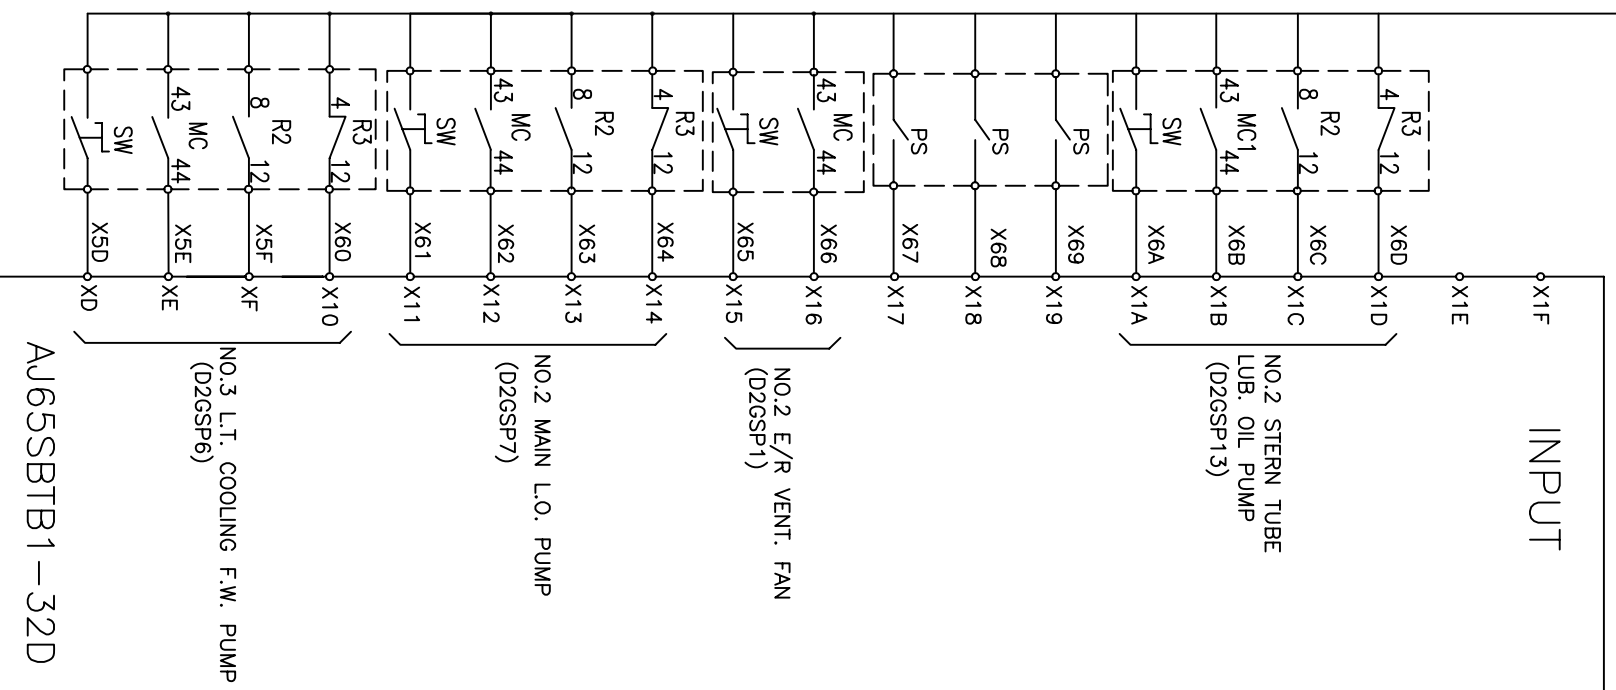 SW
X5D
XD
43
MC
44
X5E
XE
8
R2
12
X5F
XF
4
R3
12
X60
X10
SW
X61
X11
43
MC
44
X62
X12
8
R2
12
X63
X13
4
R3
12
X64
X14
SW
X65
X15
43
MC
44
X66
X16
PS
X67
X17
PS
X68
X18
PS
X69
X19
SW
X6A
X1A
43
MC1
44
X6B
X1B
8
R2
12
X6C
X1C
4
R3
12
X6D
X1D
X1E
X1F
NO.3 L.T. COOLING F.W. PUMP
(D2GSP6)
NO.2 MAIN L.O. PUMP
(D2GSP7)
NO.2 E/R VENT. FAN
(D2GSP1)
NO.2 STERN TUBE
LUB. OIL PUMP
(D2GSP13)
INPUT
AJ65SBTB1-32D